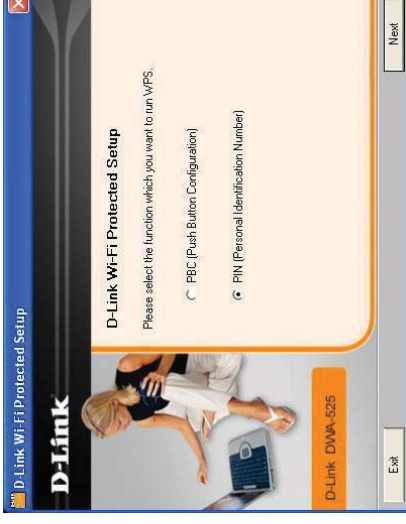 D-Link Wi-Fi Protected Setup
D-Link
D-Link Wi-Fi Protected Setup
Please select the function which you want to run WPS.
PBC (Push Button Configuration)
PIN (Personal Identification Number)
D-Link DWA-525
Exit
Next